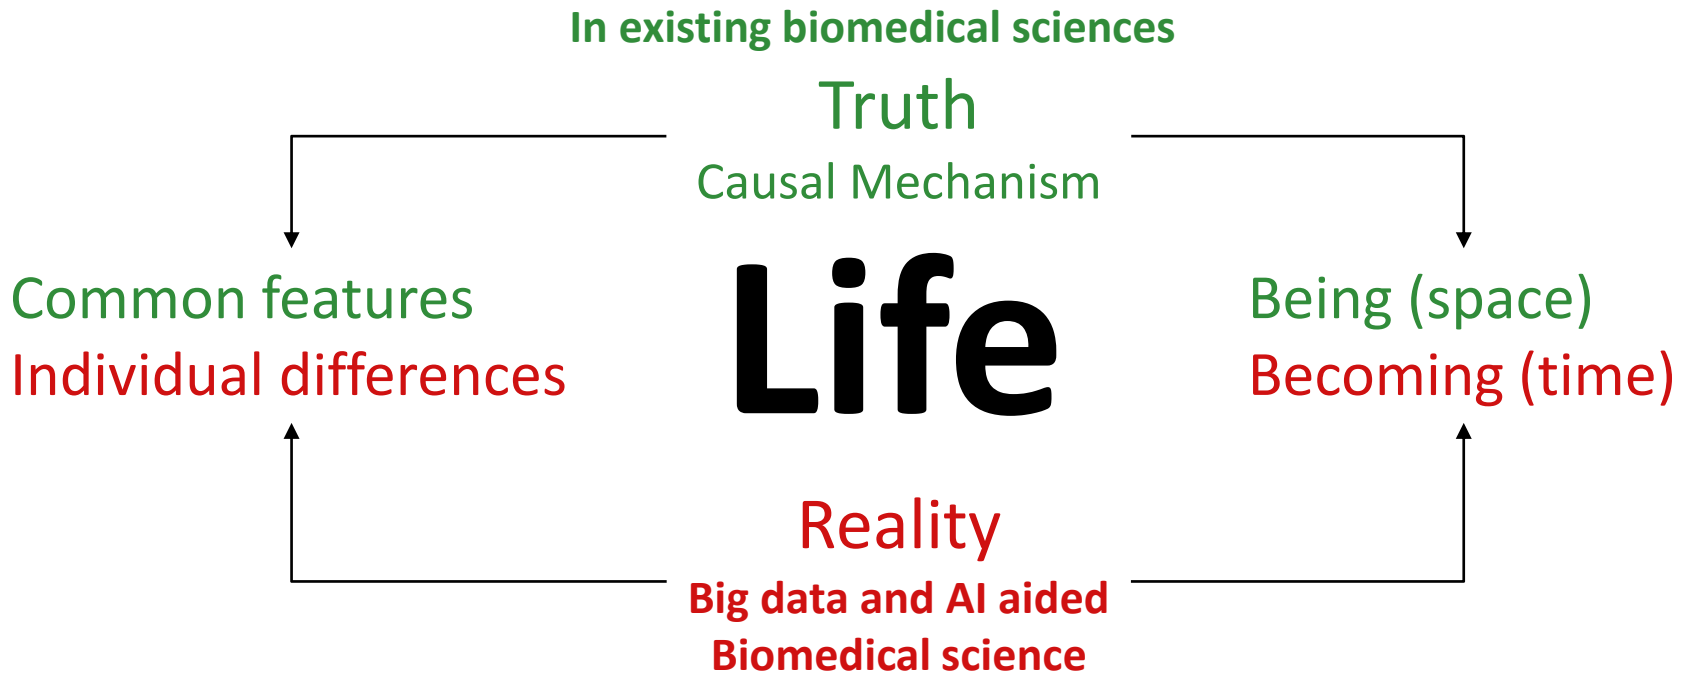 In existing biomedical sciences
Truth
Causal Mechanism
Common features
Individual differences
Life
Being (space)
Becoming (time)
Reality
Big data and AI aided
Biomedical science